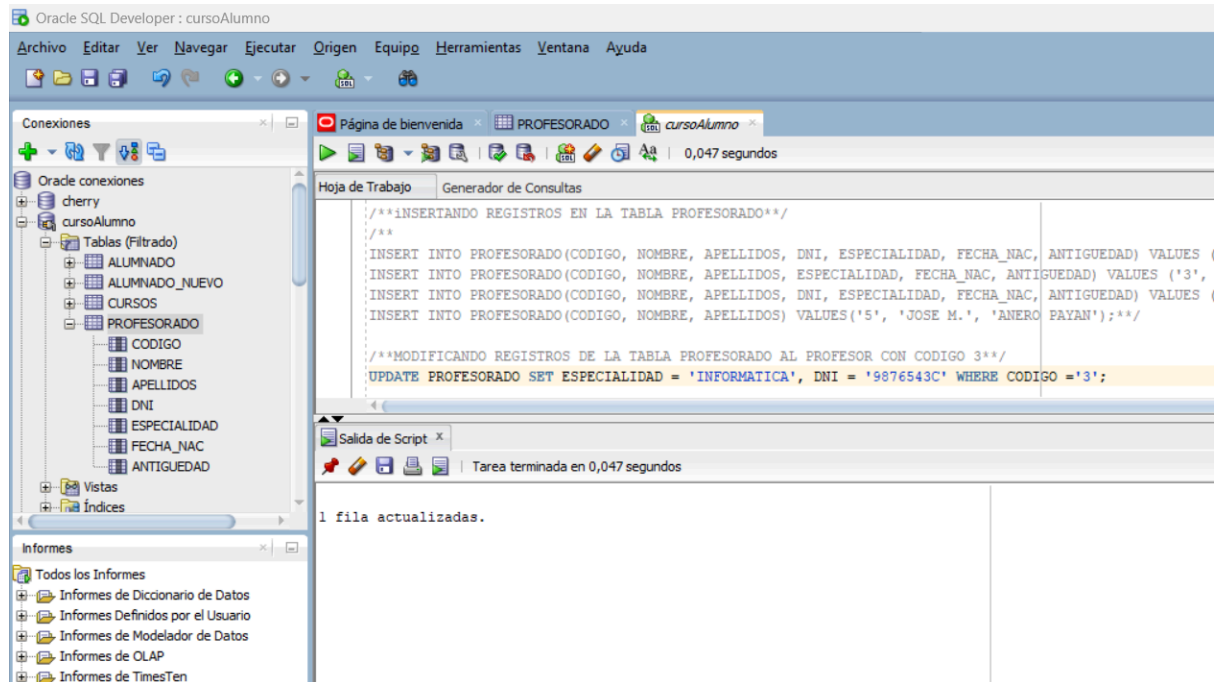 Oracle SQL Developer : cursoAlumno
Archivo Editar Ver Navegar Ejecutar Origen Equipo Herramientas Ventana Ayuda
Conexiones
Oracle conexiones
cherry
cursoAlumno
Tablas (Filtrado)
ALUMNADO
ALUMNADO_NUEVO
CURSOS
PROFESORADO
CODIGO
NOMBRE
APELLIDOS
DNI
ESPECIALIDAD
FECHA_NAC
ANTIGUEDAD
Vistas
Índices
Informes
Todos los Informes
Informes de Diccionario de Datos
Informes Definidos por el Usuario
Informes de Modelador de Datos
Informes de OLAP
Informes de TimesTen
Página de bienvenida PROFESORADO cursoAlumno
0,047 segundos
Hoja de Trabajo Generador de Consultas
/**iNSERTANDO REGISTROS EN LA TABLA PROFESORADO**/
/**
INSERT INTO PROFESORADO(CODIGO, NOMBRE, APELLIDOS, DNI, ESPECIALIDAD, FECHA_NAC, ANTIGUEDAD) VALUES (
INSERT INTO PROFESORADO(CODIGO, NOMBRE, APELLIDOS, ESPECIALIDAD, FECHA_NAC, ANTIGUEDAD) VALUES ('3',
INSERT INTO PROFESORADO(CODIGO, NOMBRE, APELLIDOS, DNI, ESPECIALIDAD, FECHA_NAC, ANTIGUEDAD) VALUES (
INSERT INTO PROFESORADO(CODIGO, NOMBRE, APELLIDOS) VALUES('5', 'JOSE M.', 'ANERO PAYAN');**/
/**MODIFICANDO REGISTROS DE LA TABLA PROFESORADO AL PROFESOR CON CODIGO 3**/
UPDATE PROFESORADO SET ESPECIALIDAD = 'INFORMATICA', DNI = '9876543C' WHERE CODIGO ='3';
Salida de Script
Tarea terminada en 0,047 segundos
1 fila actualizadas.